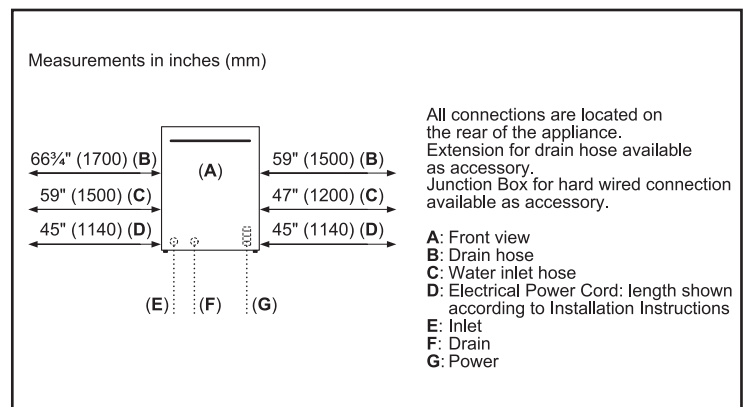 Measurements in inches (mm)
66¾" (1700) (B)
59" (1500) (C)
45" (1140) (D)
(A)
59" (1500) (B)
47" (1200) (C)
45" (1140) (D)
(E)
(F)
(G)
All connections are located on
the rear of the appliance.
Extension for drain hose available
as accessory.
Junction Box for hard wired connection
available as accessory.
A: Front view
B: Drain hose
C: Water inlet hose
D: Electrical Power Cord: length shown
according to Installation Instructions
E: Inlet
F: Drain
G: Power